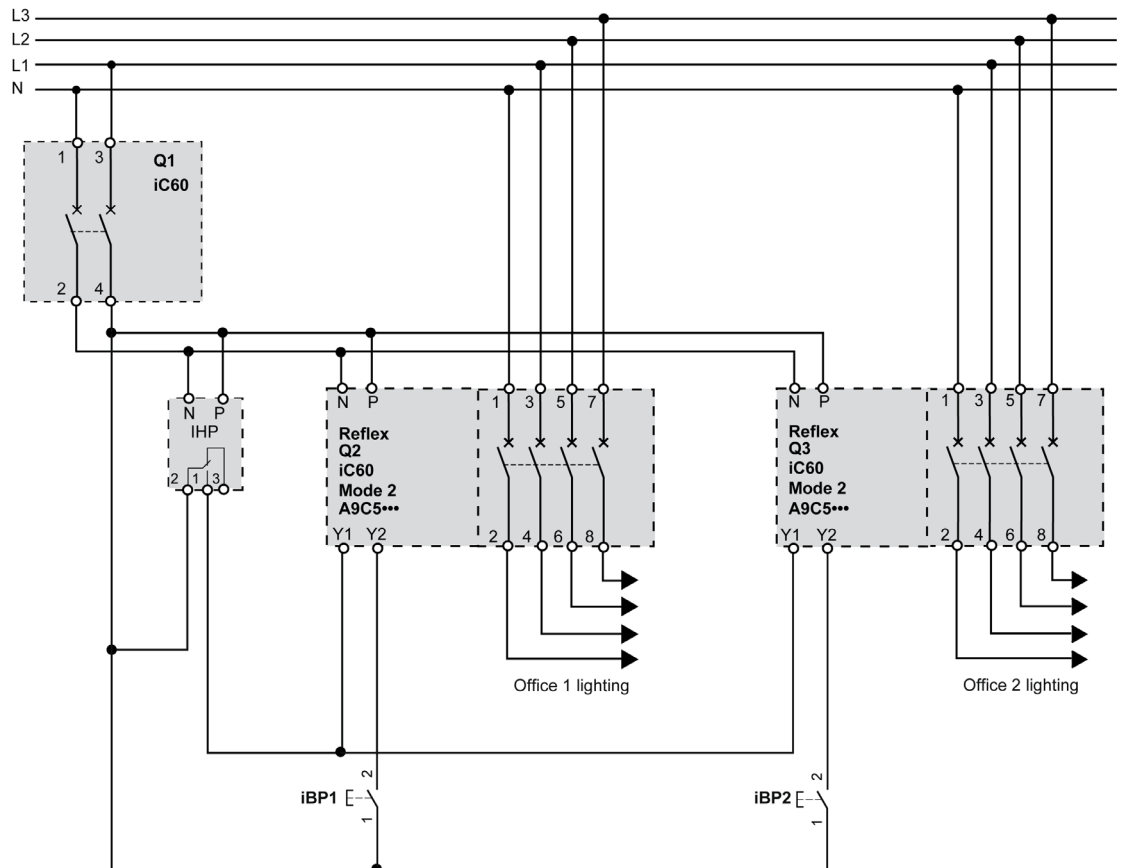 L3
L2
L1
N
1 3 Q1
iC60
2 4
N P
IHP
2 1 3
N P
Reflex
Q2
iC60
Mode 2
A9C5•••
Y1 Y2
1 3 5 7
2 4 6 8
Office 1 lighting
N P
Reflex
Q3
iC60
Mode 2
A9C5•••
Y1 Y2
1 3 5 7
2 4 6 8
Office 2 lighting
2
iBP1
1
2
iBP2
1